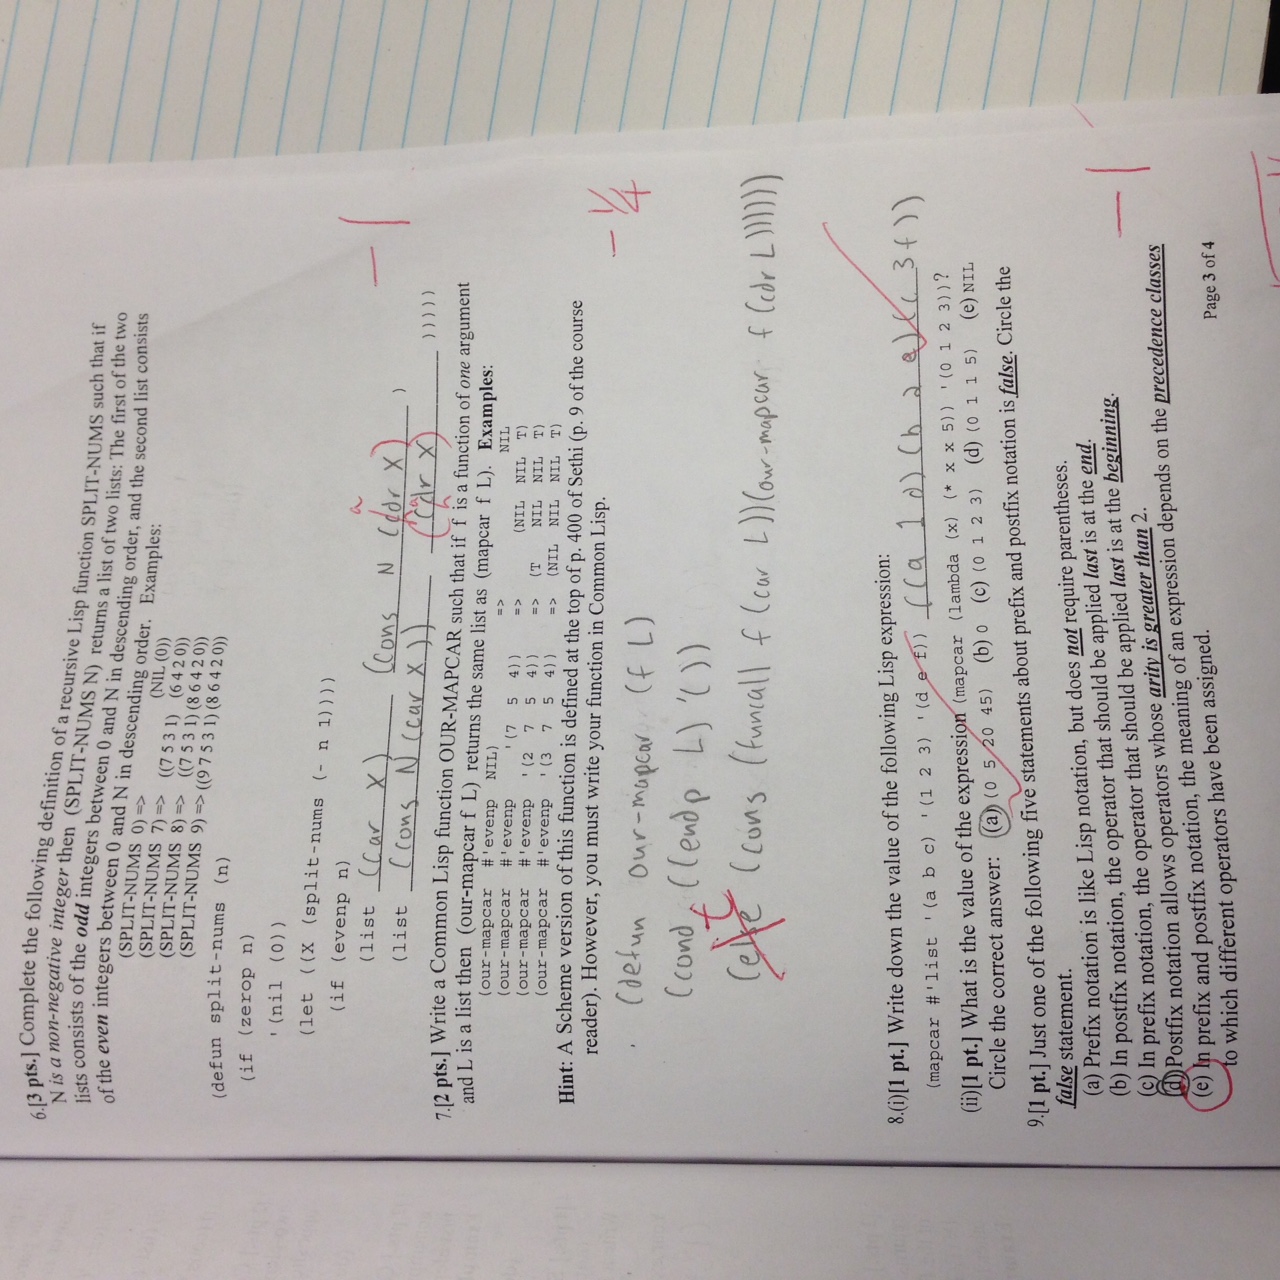 6.[3 pts.] Complete the following definition of a recursive Lisp function SPLIT-NUMS such that if
N is a non-negative integer then (SPLIT-NUMS N) returns a list of two lists: The first of the two
lists consists of the odd integers between 0 and N in descending order, and the second list consists
of the even integers between 0 and N in descending order. Examples:
(SPLIT-NUMS 0) => (NIL (0))
(SPLIT-NUMS 7) => ((7 5 3 1) (6 4 2 0))
(SPLIT-NUMS 8) => ((7 5 3 1) (8 6 4 2 0))
(SPLIT-NUMS 9) => ((9 7 5 3 1) (8 6 4 2 0))
(defun split-nums (n)
(if (zerop n)
'(nil (0))
(let ((X (split-nums (- n 1))))
(if (evenp n)
a
(list (car X) (cons N (cdr X) ) -1
(list (cons N (car X)) (cdr X) )))))
7.[2 pts.] Write a Common Lisp function OUR-MAPCAR such that if f is a function of one argument
and L is a list then (our-mapcar f L) returns the same list as (mapcar f L). Examples:
(our-mapcar #'evenp NIL) => NIL
(our-mapcar #'evenp '(7 5 4)) => (NIL NIL T)
(our-mapcar #'evenp '(2 7 5 4)) => (T NIL NIL T)
(our-mapcar #'evenp '(3 7 5 4)) => (NIL NIL NIL T)
Hint: A Scheme version of this function is defined at the top of p. 400 of Sethi (p. 9 of the course
reader). However, you must write your function in Common Lisp.
-1/4
(defun our-mapcar (f L)
(cond ((endp L) '())
t
(else (cons (funcall f (car L))(our-mapcar f (cdr L))))))
8.(i)[1 pt.] Write down the value of the following Lisp expression:
(mapcar #'list '(a b c) '(1 2 3) '(d e f)) ((a 1 d) (b 2 e) (c 3 f))
(ii)[1 pt.] What is the value of the expression (mapcar (lambda (x) (* x x 5)) '(0 1 2 3))?
Circle the correct answer: (a) (0 5 20 45) (b) 0 (c) (0 1 2 3) (d) (0 1 1 5) (e) NIL
9.[1 pt.] Just one of the following five statements about prefix and postfix notation is false. Circle the
false statement.
(a) Prefix notation is like Lisp notation, but does not require parentheses.
(b) In postfix notation, the operator that should be applied last is at the end.
(c) In prefix notation, the operator that should be applied last is at the beginning.
-1
(d) Postfix notation allows operators whose arity is greater than 2.
(e) In prefix and postfix notation, the meaning of an expression depends on the precedence classes
to which different operators have been assigned.
Page 3 of 4